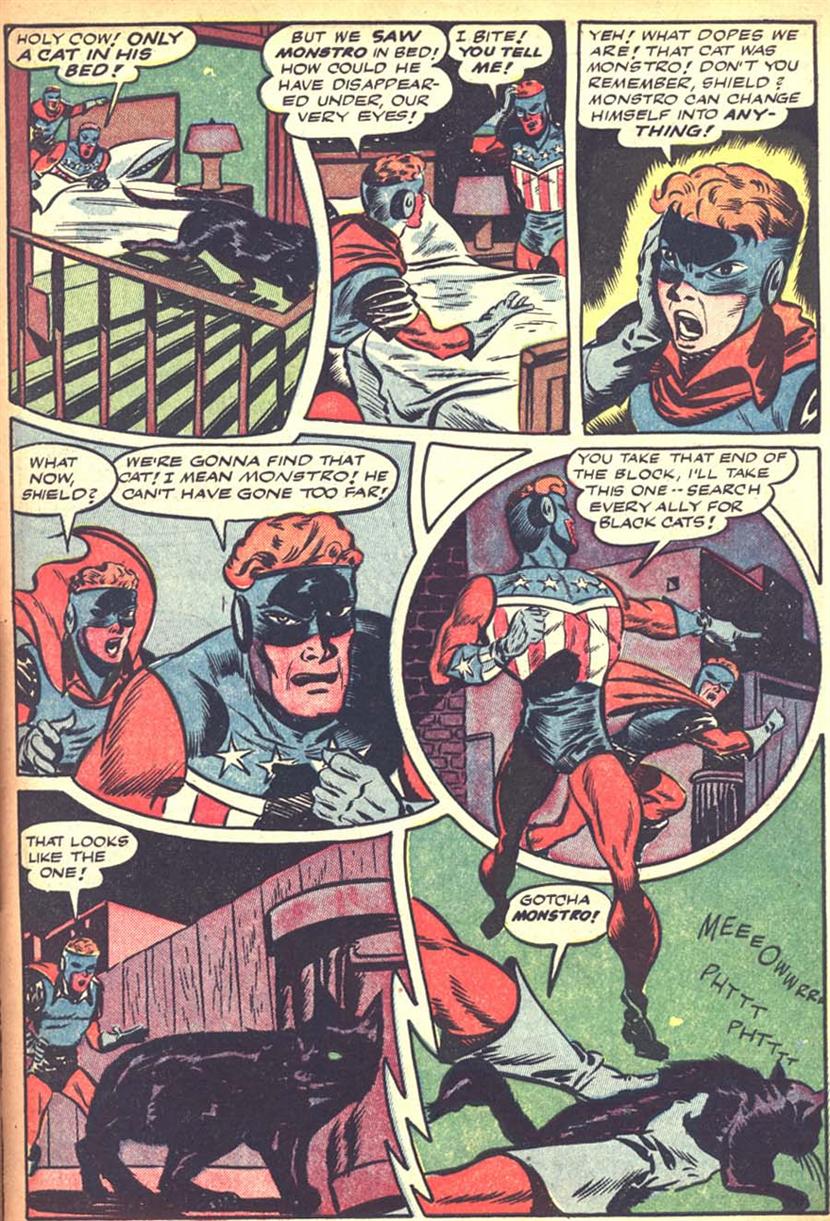 HOLY COW! ONLY
A CAT IN HIS
BED!
BUT WE SAW
MONSTRO IN BED!
HOW COULD HE
HAVE DISAPPEAR-
ED UNDER, OUR
VERY EYES!
I BITE!
YOU TELL
ME!
YEH! WHAT DOPES WE
ARE! THAT CAT WAS
MONSTRO! DON'T YOU
REMEMBER, SHIELD?
MONSTRO CAN CHANGE
HIMSELF INTO ANY-
THING!
WHAT
NOW,
SHIELD?
WE'RE GONNA FIND THAT
CAT! I MEAN MONSTRO! HE
CAN'T HAVE GONE TOO FAR!
YOU TAKE THAT END OF
THE BLOCK, I'LL TAKE
THIS ONE -- SEARCH
EVERY ALLY FOR
BLACK CATS!
THAT LOOKS
LIKE THE
ONE!
GOTCHA
MONSTRO!
MEEEOWWRRR
PHTTT
PHTTTT